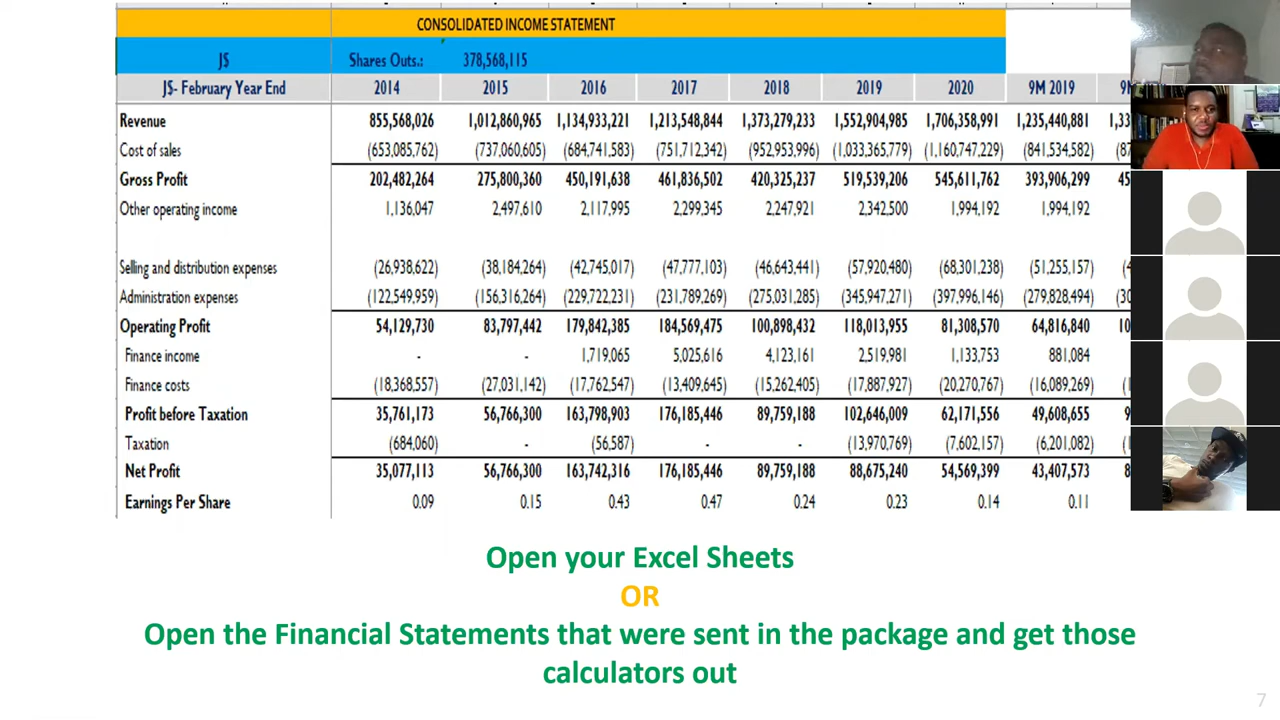 CONSOLIDATED INCOME STATEMENT
J$ Shares Outs.: 378,568,115
J$- February Year End 2014 2015 2016 2017 2018 2019 2020 9M 2019
Revenue 855,568,026 1,012,860,965 1,134,933,221 1,213,548,844 1,373,279,233 1,552,904,985 1,706,358,991 1,235,440,881 1,33
Cost of sales (653,085,762) (737,060,605) (684,741,583) (751,712,342) (952,953,996) (1,033,365,779) (1,160,747,229) (841,534,582) (87
Gross Profit 202,482,264 275,800,360 450,191,638 461,836,502 420,325,237 519,539,206 545,611,762 393,906,299 45
Other operating income 1,136,047 2,497,610 2,117,995 2,299,345 2,247,921 2,342,500 1,994,192 1,994,192
Selling and distribution expenses (26,938,622) (38,184,264) (42,745,017) (47,777,103) (46,643,441) (57,920,480) (68,301,238) (51,255,157) (4
Administration expenses (122,549,959) (156,316,264) (229,722,231) (231,789,269) (275,031,285) (345,947,271) (397,996,146) (279,828,494) (30
Operating Profit 54,129,730 83,797,442 179,842,385 184,569,475 100,898,432 118,013,955 81,308,570 64,816,840 10
Finance income - - 1,719,065 5,025,616 4,123,161 2,519,981 1,133,753 881,084
Finance costs (18,368,557) (27,031,142) (17,762,547) (13,409,645) (15,262,405) (17,887,927) (20,270,767) (16,089,269) (1
Profit before Taxation 35,761,173 56,766,300 163,798,903 176,185,446 89,759,188 102,646,009 62,171,556 49,608,655 9
Taxation (684,060) - (56,587) - - (13,970,769) (7,602,157) (6,201,082) (1
Net Profit 35,077,113 56,766,300 163,742,316 176,185,446 89,759,188 88,675,240 54,569,399 43,407,573 8
Earnings Per Share 0.09 0.15 0.43 0.47 0.24 0.23 0.14 0.11
Open your Excel Sheets
OR
Open the Financial Statements that were sent in the package and get those
calculators out
7